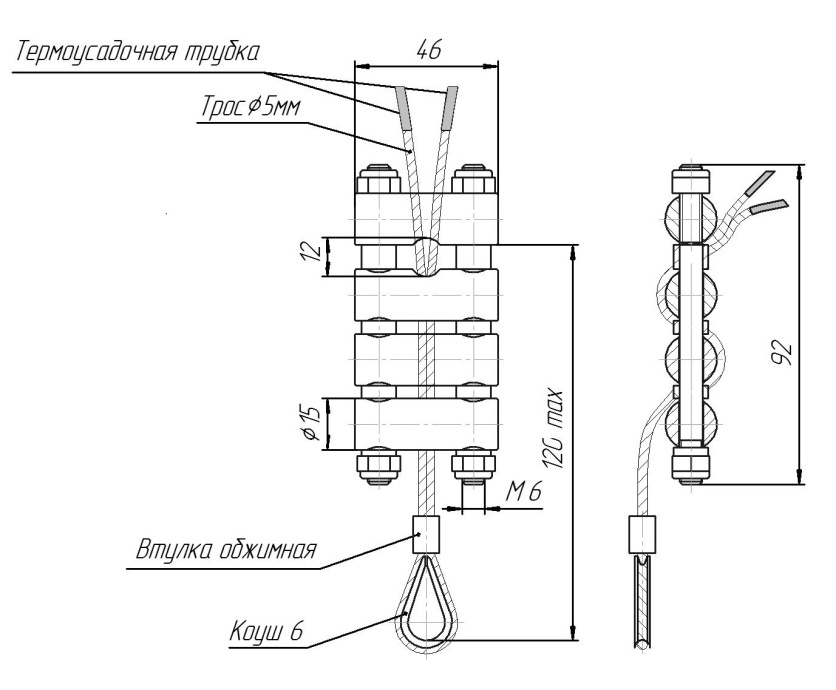 Термоусадочная трубка
46
Трос ϕ5мм
12
ϕ15
120 max
92
М6
Втулка обжимная
Коуш 6